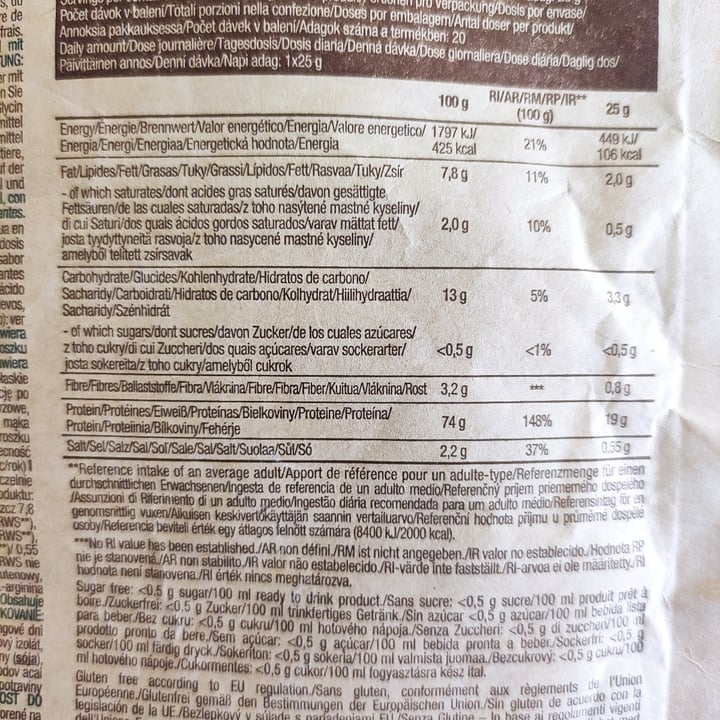 verpackung/Dosis por envase/
Počet dávok v balení/Totali porzioni nella confezione/Doses por embalagem/Antal doser per produkt/
Annoksia pakkauksessa/Počet dávek v balení/Adagok száma a termékben: 20
Daily amount/Dose journalière/Tagesdosis/Dosis diaria/Denná dávka/Dose giornaliera/Dose diária/Daglig dos/
Päivittäinen annos/Denní dávka/Napi adag: 1x25 g
100 g RI/AR/RM/RP/IR** (100 g) 25 g
Energy/Énergie/Brennwert/Valor energético/Energia/Valore energetico/ 1797 kJ/ 449 kJ/
Energia/Energi/Energiaa/Energetická hodnota/Energia 425 kcal 21% 106 kcal
Fat/Lipides/Fett/Grasas/Tuky/Grassi/Lípidos/Fett/Rasvaa/Tuky/Zsír 7,8 g 11% 2,0 g
- of which saturates/dont acides gras saturés/davon gesättigte
Fettsäuren/de las cuales saturadas/z toho nasýtené mastné kyseliny/
di cui Saturi/dos quais ácidos gordos saturados/varav mättat fett/ 2,0 g 10% 0,5 g
josta tyydyttyneitä rasvoja/z toho nasycené mastné kyseliny/
amelyből telített zsírsavak
Carbohydrate/Glucides/Kohlenhydrate/Hidratos de carbono/
Sacharidy/Carboidrati/Hidratos de carbono/Kolhydrat/Hiilihydraattia/ 13 g 5% 3,3 g
Sacharidy/Szénhidrát
- of which sugars/dont sucres/davon Zucker/de los cuales azúcares/
z toho cukry/di cui Zuccheri/dos quais açúcares/varav sockerarter/ <0,5 g <1% <0,5 g
josta sokereita/z toho cukry/amelyből cukrok
Fibre/Fibres/Ballaststoffe/Fibra/Vláknina/Fibre/Fibra/Fiber/Kuitua/Vláknina/Rost 3,2 g *** 0,8 g
Protein/Protéines/Eiweiß/Proteínas/Bielkoviny/Proteine/Proteína/
Protein/Proteiinia/Bílkoviny/Fehérje 74 g 148% 19 g
Salt/Sel/Salz/Sal/Soľ/Sale/Sal/Salt/Suolaa/Sůl/Só 2,2 g 37% 0,55 g
**Reference intake of an average adult/Apport de référence pour un adulte-type/Referenzmenge für einen
durchschnittlichen Erwachsenen/Ingesta de referencia de un adulto medio/Referenčný príjem priemerného dospelého
/Assunzioni di Riferimento di un adulto medio/Ingestão diária recomendada para um adulto médio/Referensintag för en
genomsnittlig vuxen/Aikuisen keskivertokäyttäjän saannin vertailuarvo/Referenční hodnota příjmu u průměrné dospělé
osoby/Referencia beviteli érték egy átlagos felnőtt számára (8400 kJ/2000 kcal).
***No RI value has been established./AR non défini./RM ist nicht angegeben./IR valor no establecido./Hodnota RP
nie je stanovená./AR non stabilito./IR valor não estabelecido./RI-värde inte fastställt./RI-arvoa ei ole määritetty./RI
hodnota není stanovena./RI érték nincs meghatározva.
Sugar free: <0.5 g sugar/100 ml ready to drink product./Sans sucre: <0,5 g sucre/100 ml produit prêt à
boire./Zuckerfrei: <0.5 g Zucker/100 ml trinkfertiges Getränk./Sin azúcar <0,5 g azúcar/100 ml bebida lista
para beber./Bez cukru: <0,5 g cukru/100 ml hotového nápoja./Senza Zuccheri: <0,5 g di zuccheri/100 ml
prodotto pronto da bere./Sem açúcar: <0,5 g açúcar/100 ml bebida pronta a beber./Sockerfri: <0,5 g
socker/100 ml färdig dryck./Sokeriton: <0,5 g sokeria/100 ml valmista juomaa./Bezcukrový: <0,5 g cukru/100
ml hotového nápoje./Cukormentes: <0,5 g cukor/100 ml fogyasztásra kész ital.
Gluten free according to EU regulation./Sans gluten, conformément aux règlements de l'Union
Européenne./Glutenfrei gemäß den Bestimmungen der Europäischen Union./Sin gluten de acuerdo con la
legislación de la UE./Bezlepkový v súlade s nariadeniami EÚ/Senza Glutine - In base ai regolamenti vigenti